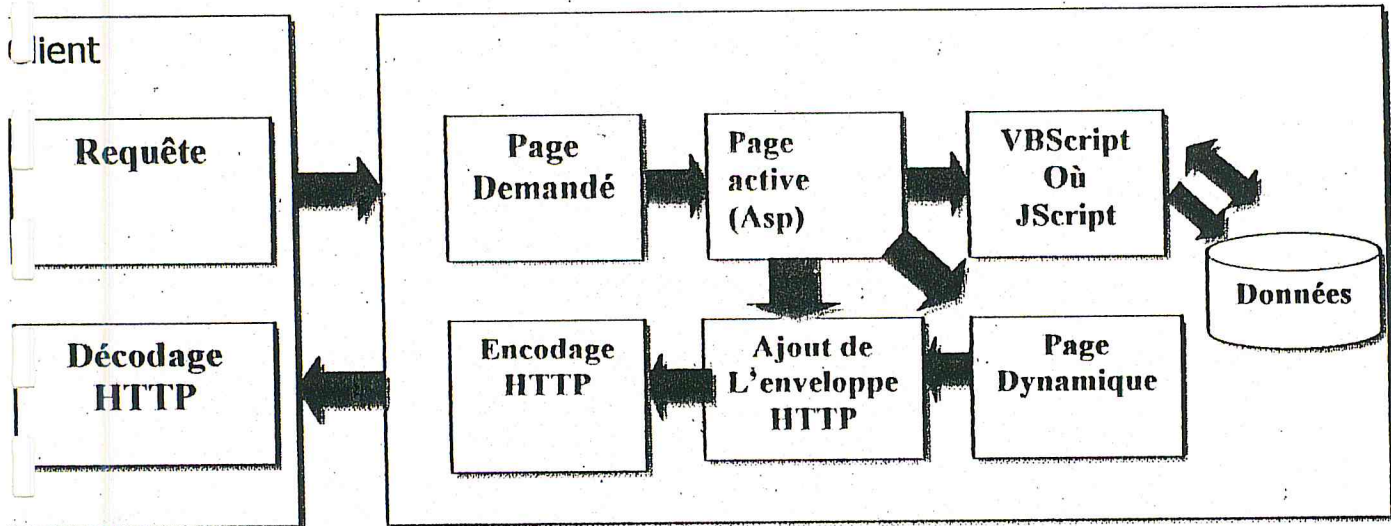 Client
Requête
Page
Demandé
Page
active
(Asp)
VBScript
Où
JScript
Données
Décodage
HTTP
Encodage
HTTP
Ajout de
L'enveloppe
HTTP
Page
Dynamique